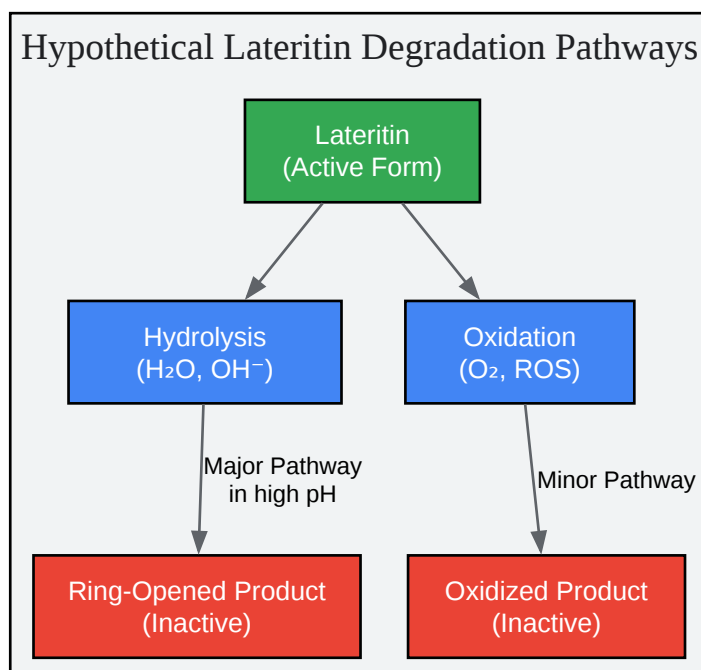 Hypothetical Lateritin Degradation Pathways
Lateritin
(Active Form)
Hydrolysis
(H₂O, OH⁻)
Oxidation
(O₂, ROS)
Major Pathway
in high pH
Minor Pathway
Ring-Opened Product
(Inactive)
Oxidized Product
(Inactive)